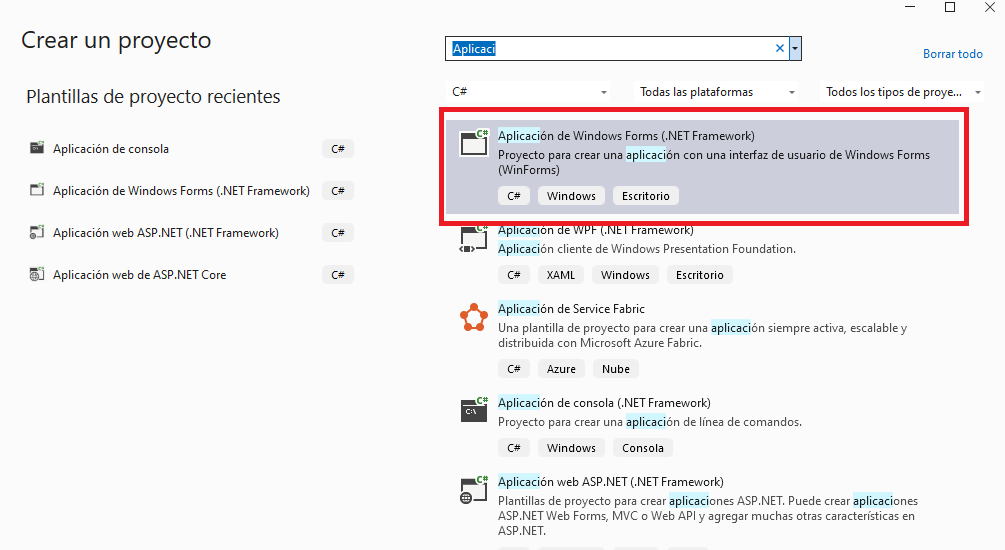 Crear un proyecto
Plantillas de proyecto recientes
Aplicación de consola
C#
Aplicación de Windows Forms (.NET Framework)
C#
Aplicación web ASP.NET (.NET Framework)
C#
Aplicación web de ASP.NET Core
C#
Aplicaci
Borrar todo
C#
Todas las plataformas
Todos los tipos de proye...
C#
Aplicación de Windows Forms (.NET Framework)
Proyecto para crear una aplicación con una interfaz de usuario de Windows Forms
(WinForms)
C# Windows Escritorio
C#
Aplicación de WPF (.NET Framework)
Aplicación cliente de Windows Presentation Foundation.
C# XAML Windows Escritorio
Aplicación de Service Fabric
Una plantilla de proyecto para crear una aplicación siempre activa, escalable y
distribuida con Microsoft Azure Fabric.
C# Azure Nube
C#
C:\
Aplicación de consola (.NET Framework)
Proyecto para crear una aplicación de línea de comandos.
C# Windows Consola
C#
Aplicación web ASP.NET (.NET Framework)
Plantillas de proyecto para crear aplicaciones ASP.NET. Puede crear aplicaciones
ASP.NET Web Forms, MVC o Web API y agregar muchas otras características en
ASP.NET.